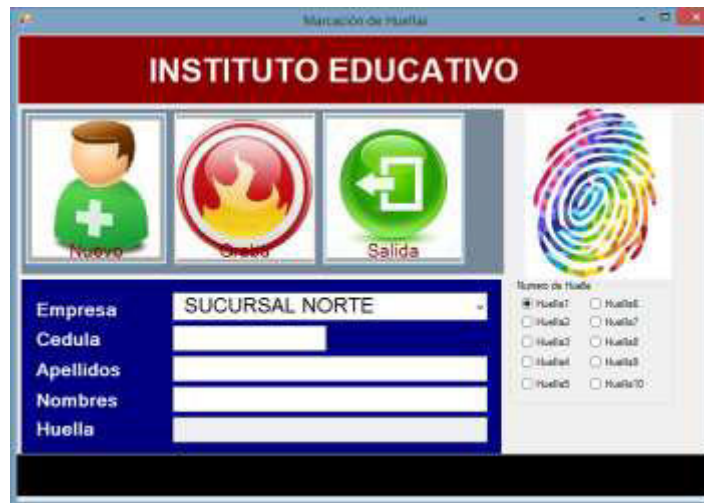 Marcación de Huellas
INSTITUTO EDUCATIVO
Nuevo
Graba
Salida
Empresa
SUCURSAL NORTE
Cedula
Apellidos
Nombres
Huella
Numero de Huella
Huella1
Huella6
Huella2
Huella7
Huella3
Huella8
Huella4
Huella9
Huella5
Huella10